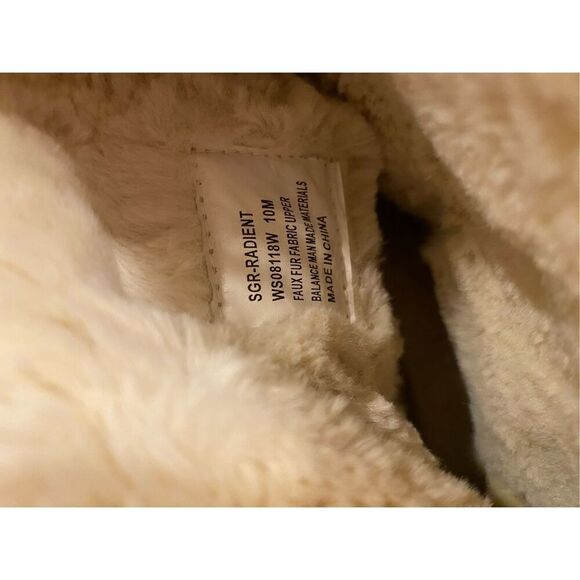 SGR-RADIENT
WS08118W 10M
FAUX FUR FABRIC UPPER
BALANCE MAN MADE MATERIALS
MADE IN CHINA